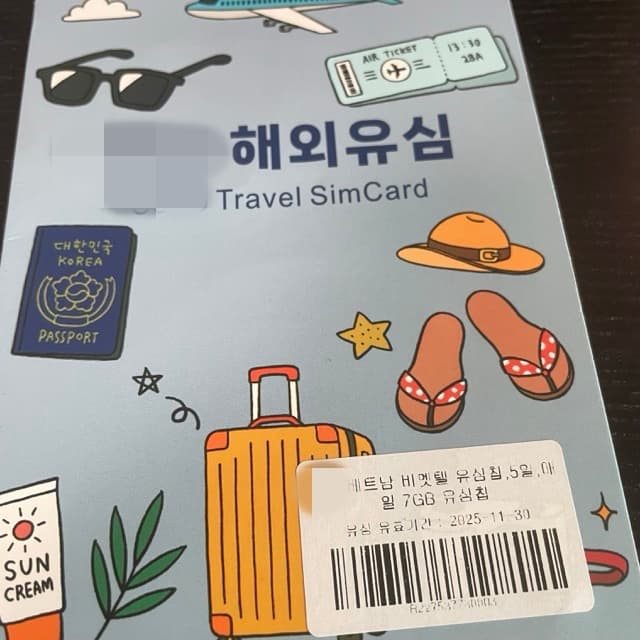 AIR TICKET
13:30
28A
해외유심
Travel SimCard
대한민국
KOREA
PASSPORT
베트남 비엣텔 유심칩,5일,매
일 7GB 유심칩
유심 유효기간 : 2025-11-30
SUN
CREAM